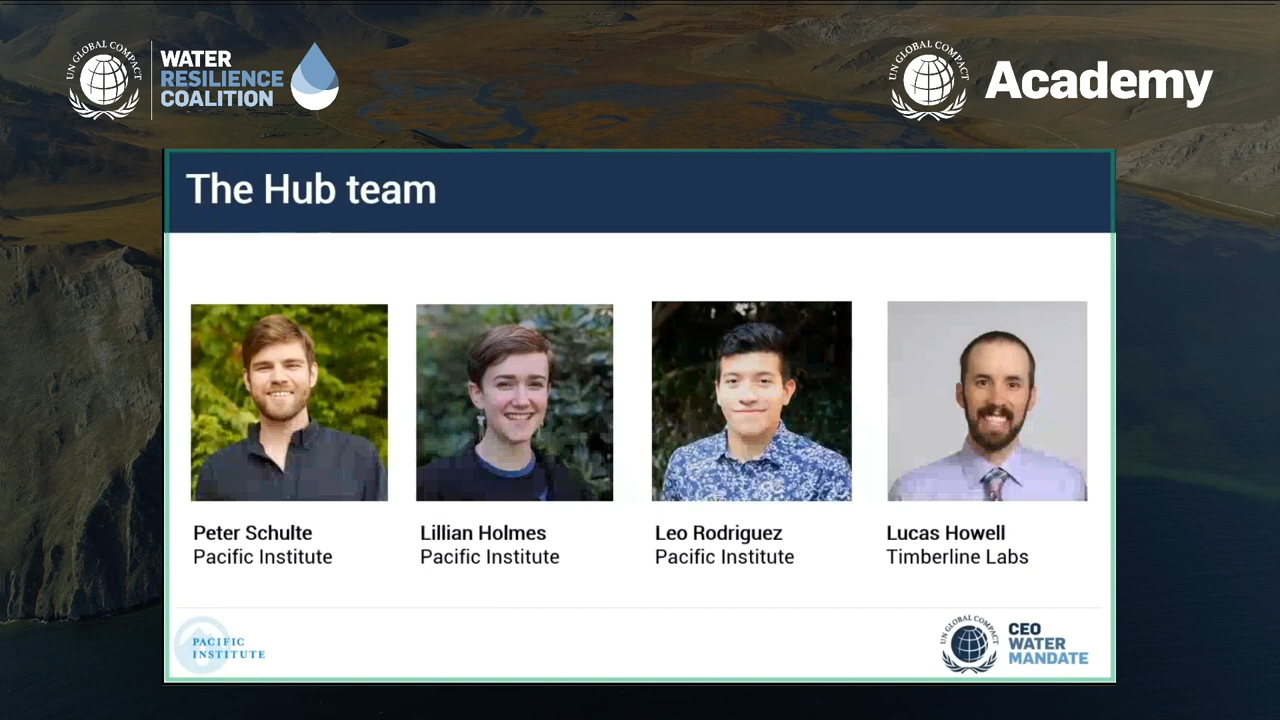 UN GLOBAL COMPACT
WATER
RESILIENCE
COALITION
UN GLOBAL COMPACT
Academy
The Hub team
Peter Schulte
Pacific Institute
Lillian Holmes
Pacific Institute
Leo Rodriguez
Pacific Institute
Lucas Howell
Timberline Labs
PACIFIC
INSTITUTE
UN GLOBAL COMPACT
CEO
WATER
MANDATE